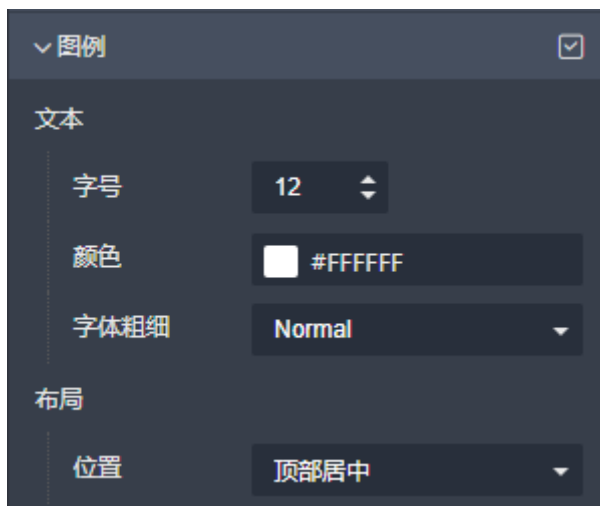 图例
文本
字号 12
颜色 #FFFFFF
字体粗细 Normal
布局
位置 顶部居中